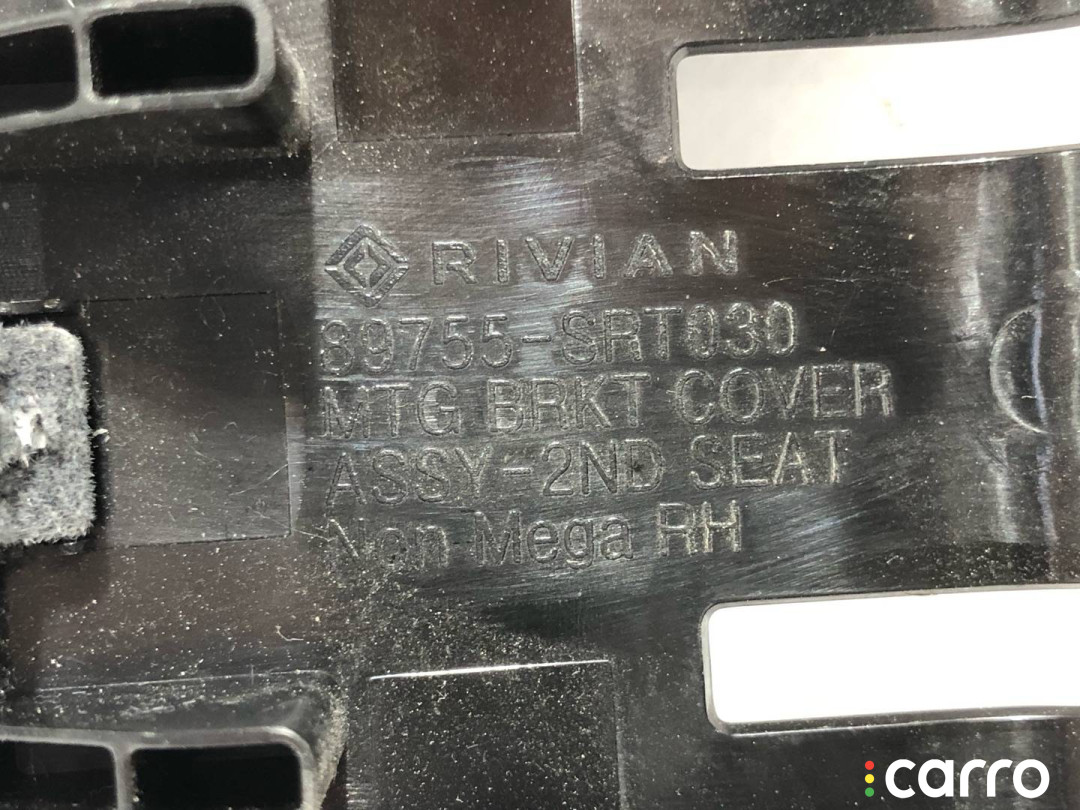 RIVIAN
89755-SRT030
MTG BRKT COVER
ASSY-2ND SEAT
Non Mega RH
carro